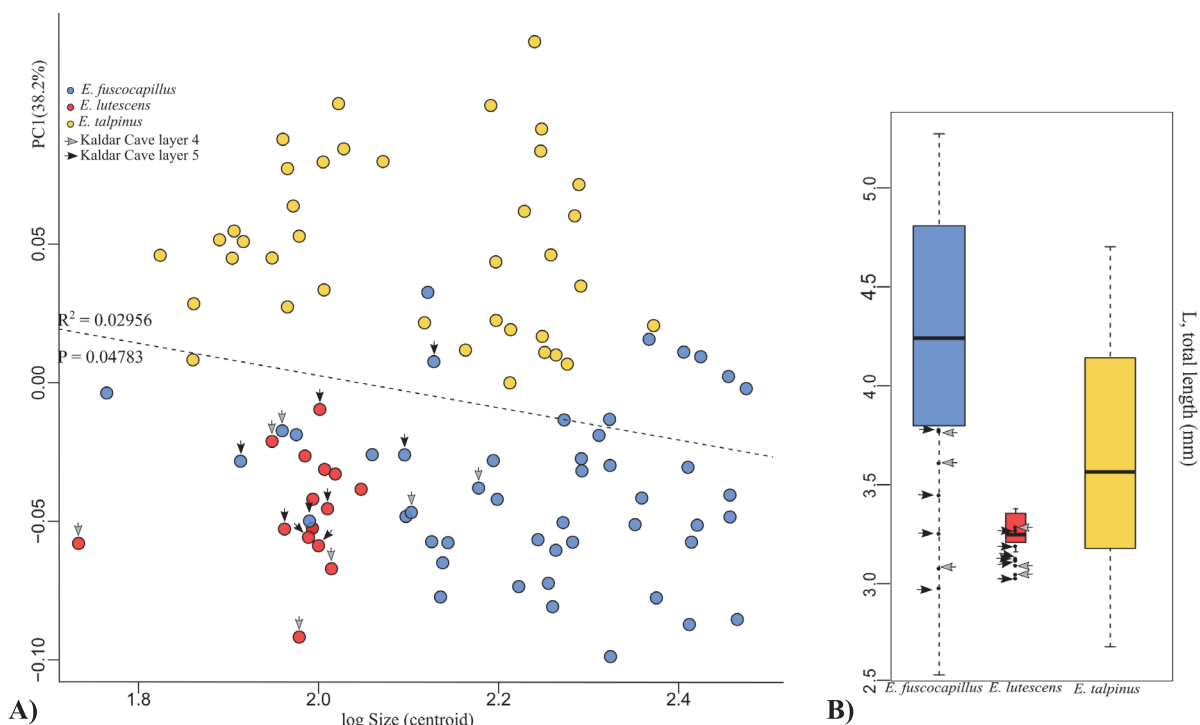 PC1(38.2%)
E. fuscocapillus
E. lutescens
E. talpinus
Kaldar Cave layer 4
Kaldar Cave layer 5
0.05
0.00
−0.05
−0.10
R² = 0.02956
P = 0.04783
1.8
2.0
2.2
2.4
log Size (centroid)
A)
5.0
4.5
4.0
3.5
3.0
2.5
L, total length (mm)
E. fuscocapillus
E. lutescens
E. talpinus
B)